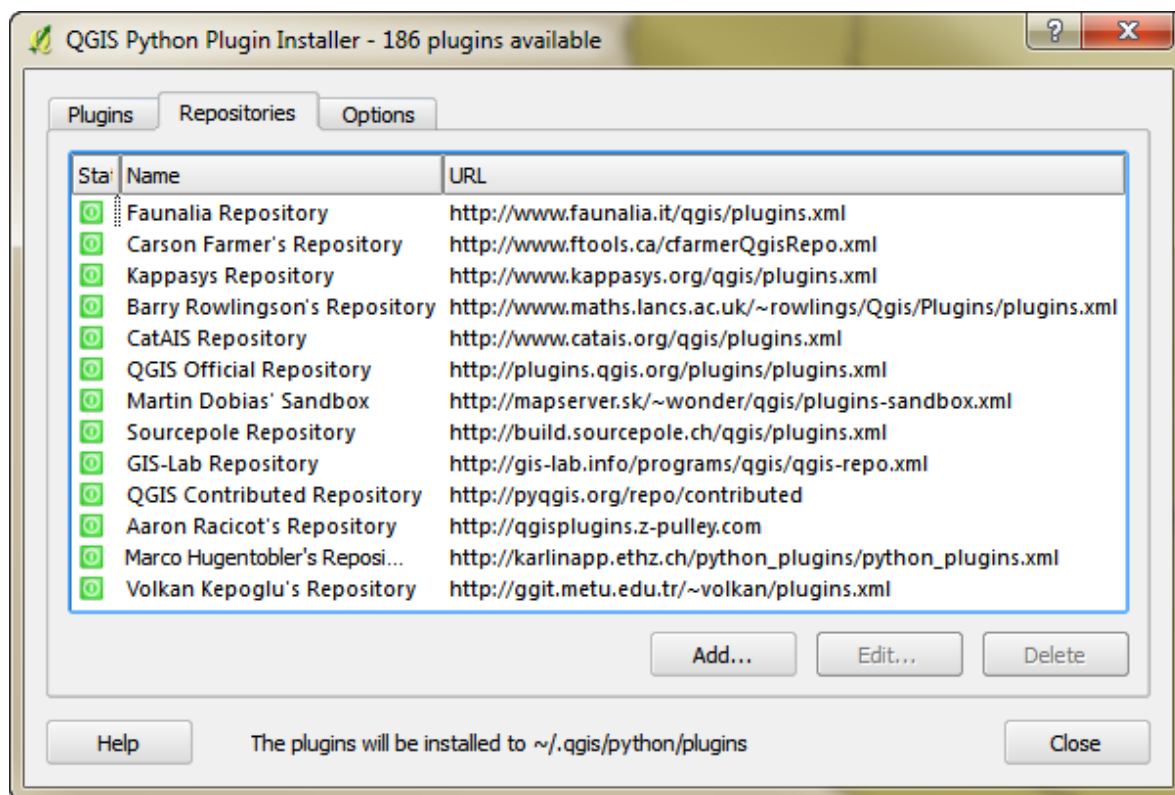 QGIS Python Plugin Installer - 186 plugins available
Plugins Repositories Options
Sta Name URL
Faunalia Repository http://www.faunalia.it/qgis/plugins.xml
Carson Farmer's Repository http://www.ftools.ca/cfarmerQgisRepo.xml
Kappasys Repository http://www.kappasys.org/qgis/plugins.xml
Barry Rowlingson's Repository http://www.maths.lancs.ac.uk/~rowlings/Qgis/Plugins/plugins.xml
CatAIS Repository http://www.catais.org/qgis/plugins.xml
QGIS Official Repository http://plugins.qgis.org/plugins/plugins.xml
Martin Dobias' Sandbox http://mapserver.sk/~wonder/qgis/plugins-sandbox.xml
Sourcepole Repository http://build.sourcepole.ch/qgis/plugins.xml
GIS-Lab Repository http://gis-lab.info/programs/qgis/qgis-repo.xml
QGIS Contributed Repository http://pyqgis.org/repo/contributed
Aaron Racicot's Repository http://qgisplugins.z-pulley.com
Marco Hugentobler's Reposi... http://karlinapp.ethz.ch/python_plugins/python_plugins.xml
Volkan Kepoglu's Repository http://ggit.metu.edu.tr/~volkan/plugins.xml
Add... Edit... Delete
Help The plugins will be installed to ~/.qgis/python/plugins Close